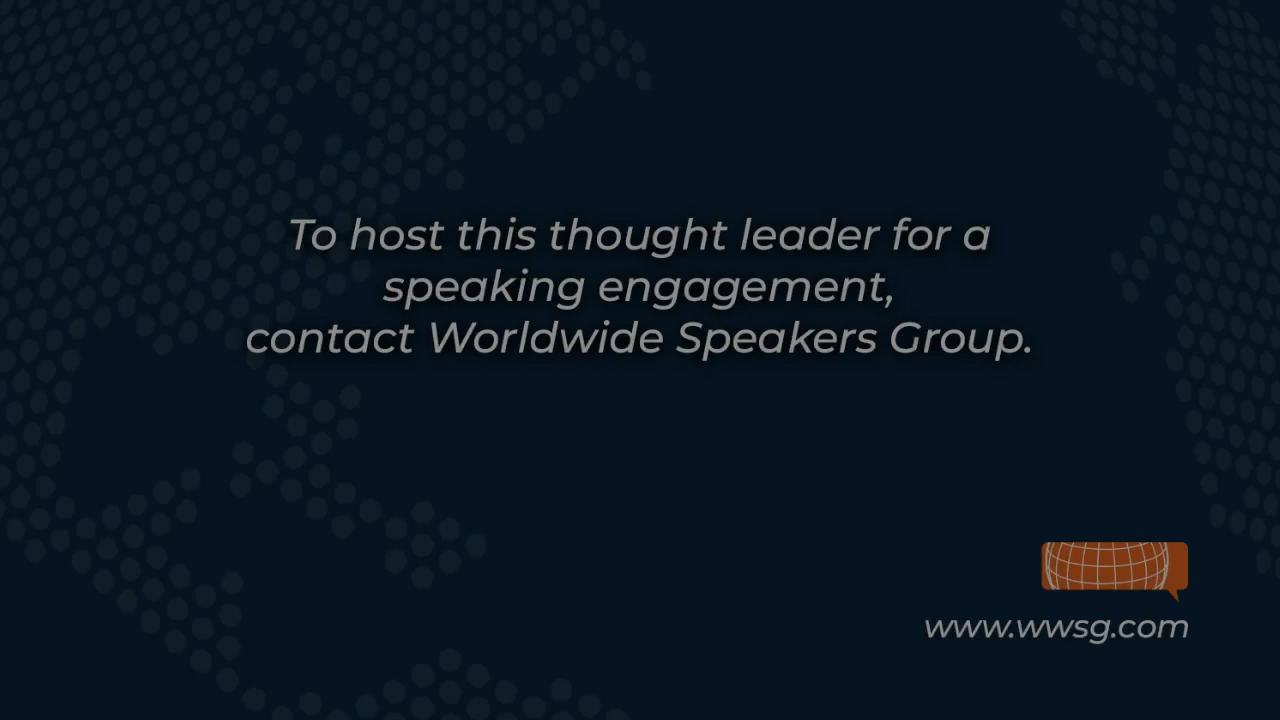 To host this thought leader for a
speaking engagement,
contact Worldwide Speakers Group.
www.wwsg.com